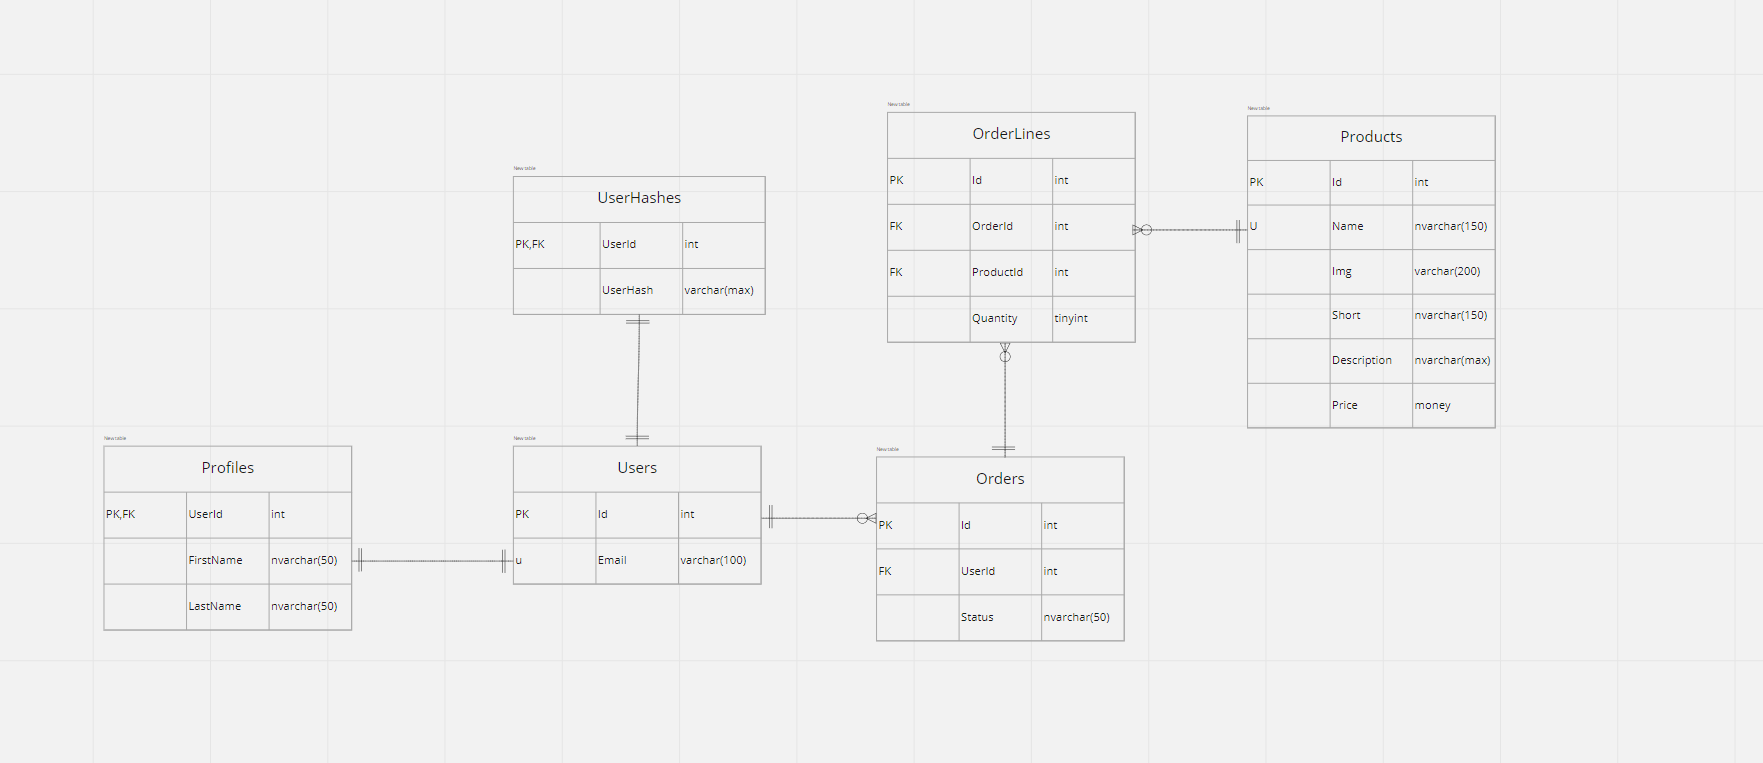 New table
OrderLines
PK Id int
FK OrderId int
FK ProductId int
Quantity tinyint
New table
Products
PK Id int
U Name nvarchar(150)
Img varchar(200)
Short nvarchar(150)
Description nvarchar(max)
Price money
New table
UserHashes
PK,FK UserId int
UserHash varchar(max)
New table
Profiles
PK,FK UserId int
FirstName nvarchar(50)
LastName nvarchar(50)
New table
Users
PK Id int
u Email varchar(100)
New table
Orders
PK Id int
FK UserId int
Status nvarchar(50)